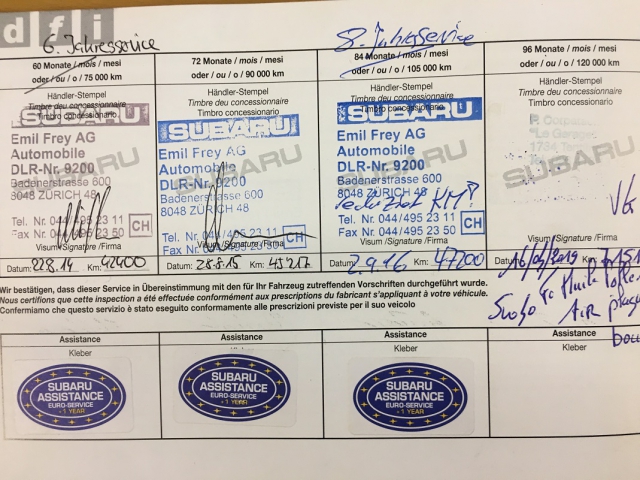 d f l i
6. Jahresservice
60 Monate / mois / mesi
oder / ou / o / 75 000 km
Händler-Stempel
Timbre du concessionnaire
Timbro concessionario
SUBARU
Emil Frey AG
Automobile
DLR-Nr. 9200
Badenerstrasse 600
8048 ZÜRICH 48
Tel. Nr. 044/495 23 11
Fax Nr. 044/495 23 50
CH
Visum/Signature/Firma
Datum: 22.8.14 Km: 42400
72 Monate / mois / mesi
oder / ou / o / 90 000 km
Händler-Stempel
Timbre du concessionnaire
Timbro concessionario
SUBARU
Emil Frey AG
Automobile
DLR-Nr. 9200
Badenerstrasse 600
8048 ZÜRICH 48
Tel. Nr. 044/495 23 11
Fax Nr. 044/495 23 50
CH
Visum/Signature/Firma
Datum: 28-8-15 Km: 45'217
8. Jahresservice
84 Monate / mois / mesi
oder / ou / o / 105 000 km
Händler-Stempel
Timbre du concessionnaire
Timbro concessionario
SUBARU
Emil Frey AG
Automobile
DLR-Nr. 9200
Badenerstrasse 600
8048 ZÜRICH 48
KM
Tel. Nr. 044/495 23 11
Fax Nr. 044/495 23 50
CH
Visum/Signature/Firma
Datum: 2.9.16 Km: 47200
96 Monate / mois / mesi
oder / ou / o / 120 000 km
Händler-Stempel
Timbre du concessionnaire
Timbro concessionario
SUBARU
VG
Visum/Signature/Firma
Wir bestätigen, dass dieser Service in Übereinstimmung mit den für Ihr Fahrzeug zutreffenden Vorschriften durchgeführt wurde.
Nous certifions que cette inspection a été effectuée conformément aux prescriptions du fabricant s'appliquant à votre véhicule.
Confermiamo che questo servizio è stato eseguito conformamente alle prescrizioni previste per il suo veicolo
Assistance
Kleber
SUBARU
ASSISTANCE
EURO-SERVICE
+ 1 YEAR
Assistance
Kleber
SUBARU
ASSISTANCE
EURO-SERVICE
+ 1 YEAR
Assistance
Kleber
SUBARU
ASSISTANCE
EURO-SERVICE
+ 1 YEAR
Assistance
Kleber